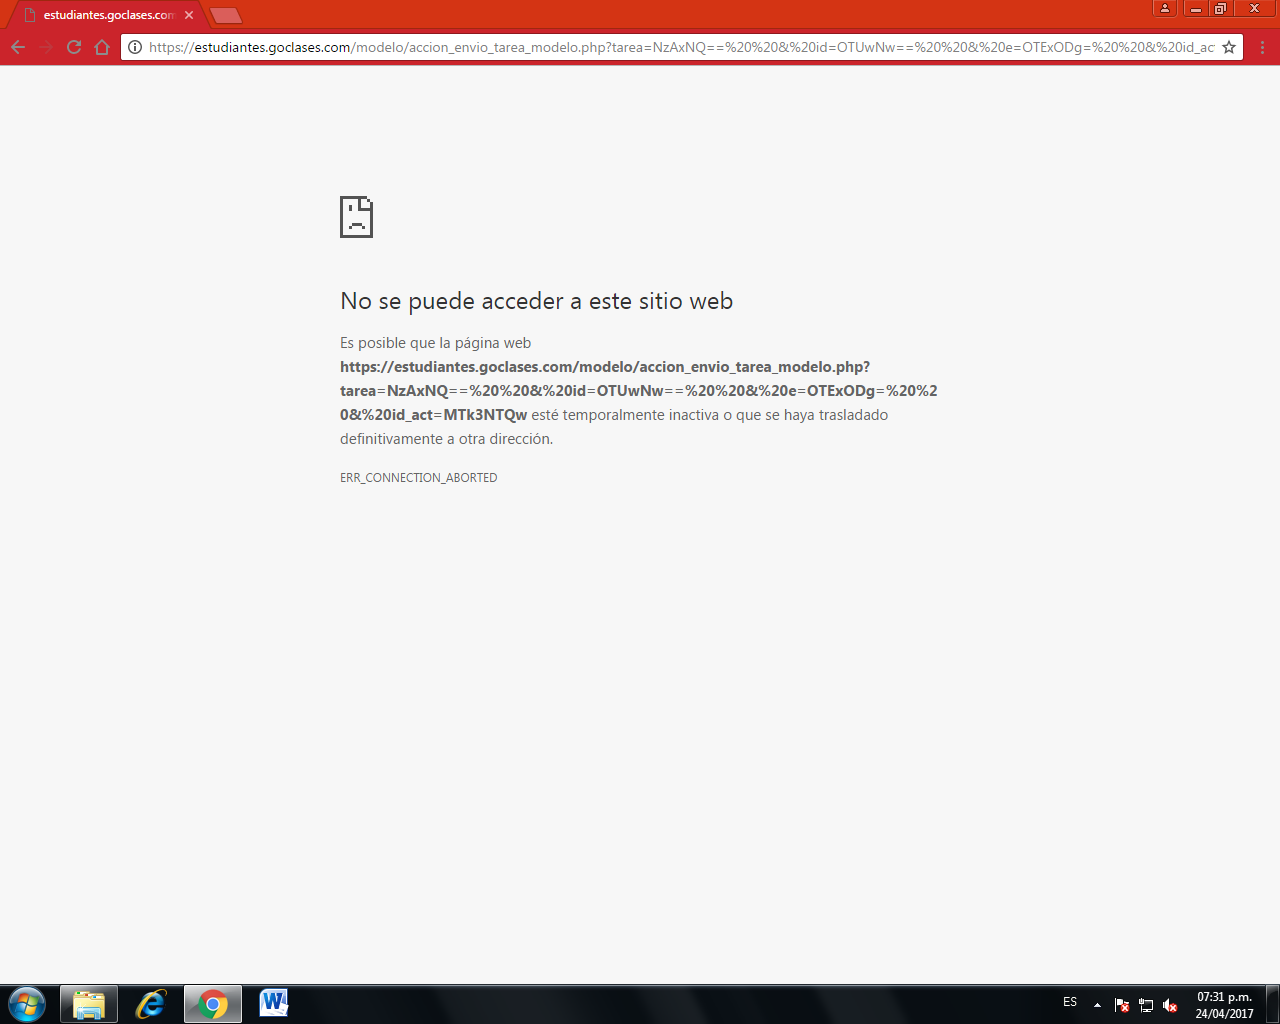 estudiantes.goclases.com
https://estudiantes.goclases.com/modelo/accion_envio_tarea_modelo.php?tarea=NzAxNQ==%20%20&%20id=OTUwNw==%20%20&%20e=OTExODg=%20%20&%20id_ac
No se puede acceder a este sitio web
Es posible que la página web
https://estudiantes.goclases.com/modelo/accion_envio_tarea_modelo.php?
tarea=NzAxNQ==%20%20&%20id=OTUwNw==%20%20&%20e=OTExODg=%20%2
0&%20id_act=MTk3NTQw esté temporalmente inactiva o que se haya trasladado
definitivamente a otra dirección.
ERR_CONNECTION_ABORTED
ES
07:31 p.m.
24/04/2017